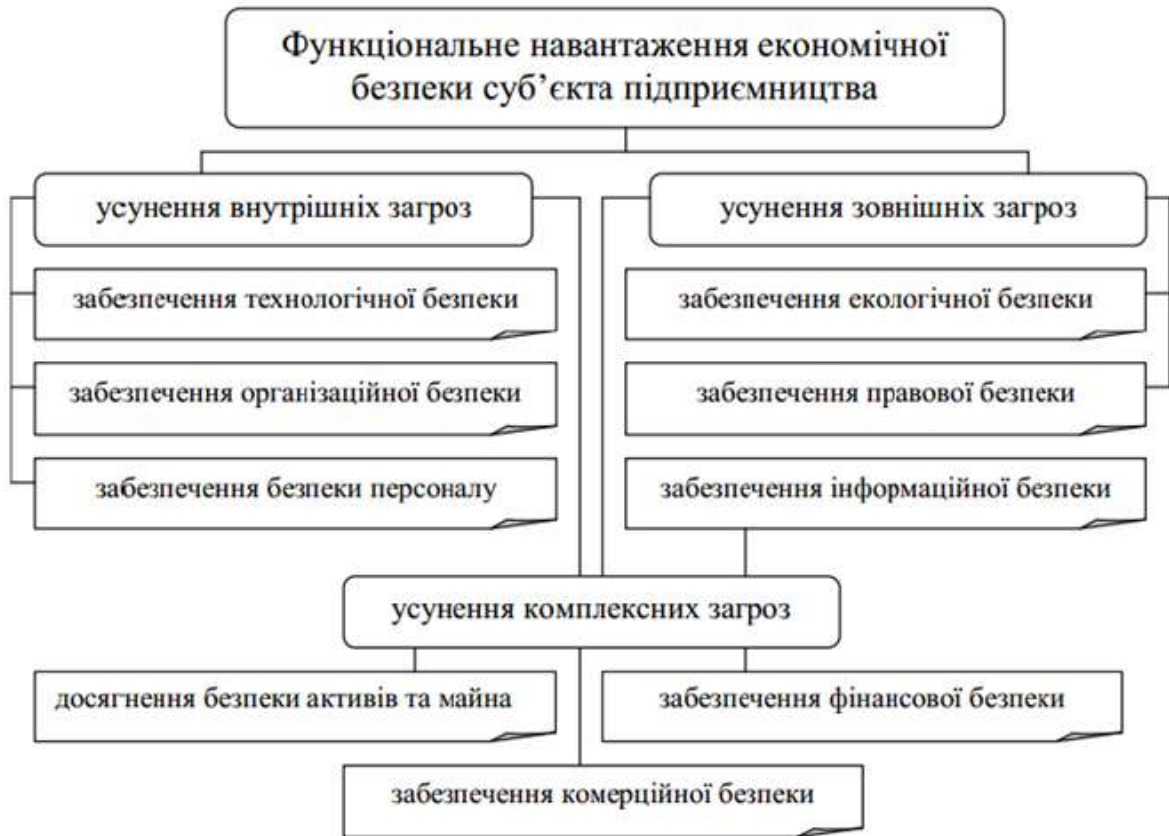 Функціональне навантаження економічної
безпеки суб’єкта підприємництва
усунення внутрішніх загроз
усунення зовнішніх загроз
забезпечення технологічної безпеки
забезпечення екологічної безпеки
забезпечення організаційної безпеки
забезпечення правової безпеки
забезпечення безпеки персоналу
забезпечення інформаційної безпеки
усунення комплексних загроз
досягнення безпеки активів та майна
забезпечення фінансової безпеки
забезпечення комерційної безпеки